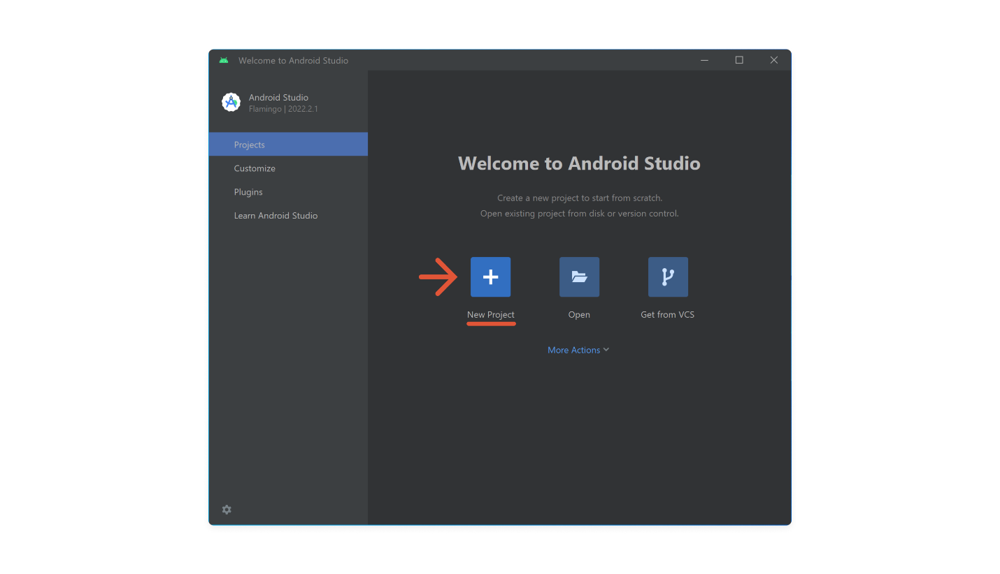 Welcome to Android Studio
Android Studio
Flamingo | 2022.2.1
Projects
Customize
Plugins
Learn Android Studio
Welcome to Android Studio
Create a new project to start from scratch.
Open existing project from disk or version control.
New Project
Open
Get from VCS
More Actions